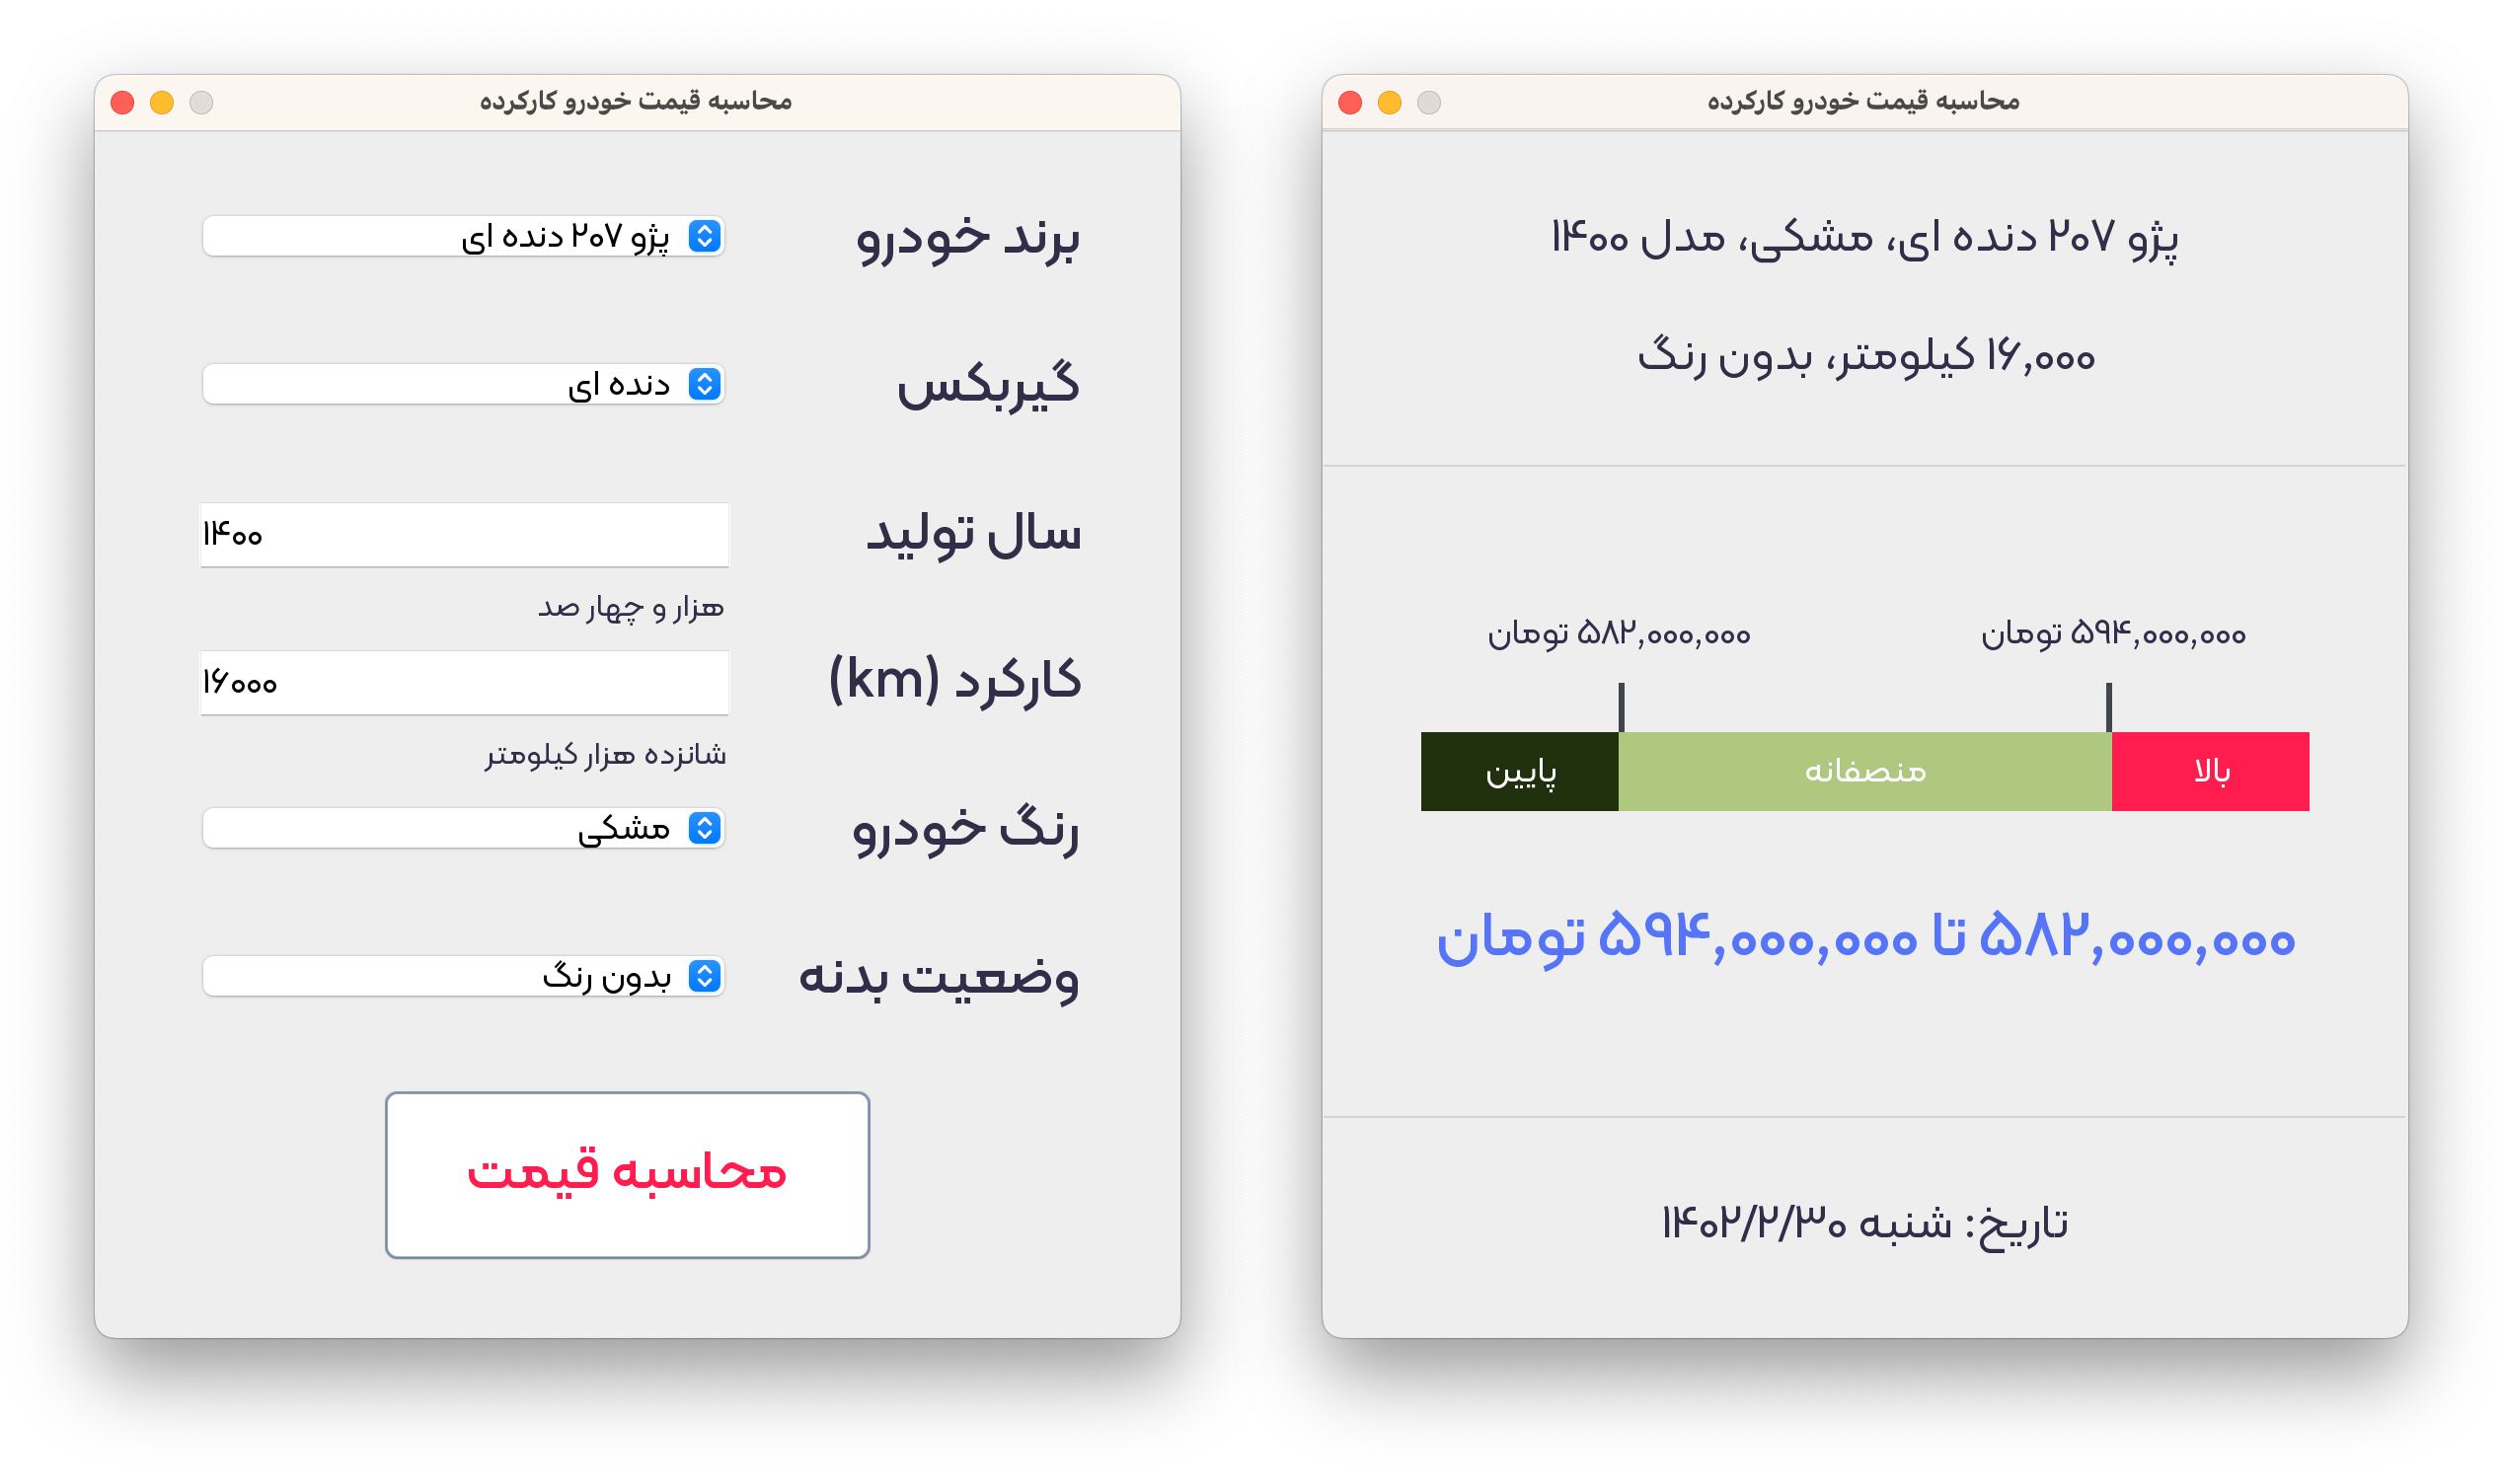 محاسبه قیمت خودرو کارکرده
برند خودرو
پژو ۲۰۷ دنده ای
گیربکس
دنده ای
سال تولید
۱۴۰۰
هزار و چهار صد
کارکرد (km)
۱۶۰۰۰
شانزده هزار کیلومتر
رنگ خودرو
مشکی
وضعیت بدنه
بدون رنگ
محاسبه قیمت
محاسبه قیمت خودرو کارکرده
پژو ۲۰۷ دنده ای، مشکی، مدل ۱۴۰۰
۱۶,۰۰۰ کیلومتر، بدون رنگ
۵۹۴,۰۰۰,۰۰۰ تومان
۵۸۲,۰۰۰,۰۰۰ تومان
بالا
منصفانه
پایین
۵۸۲,۰۰۰,۰۰۰ تا ۵۹۴,۰۰۰,۰۰۰ تومان
تاریخ: شنبه ۱۴۰۲/۲/۳۰